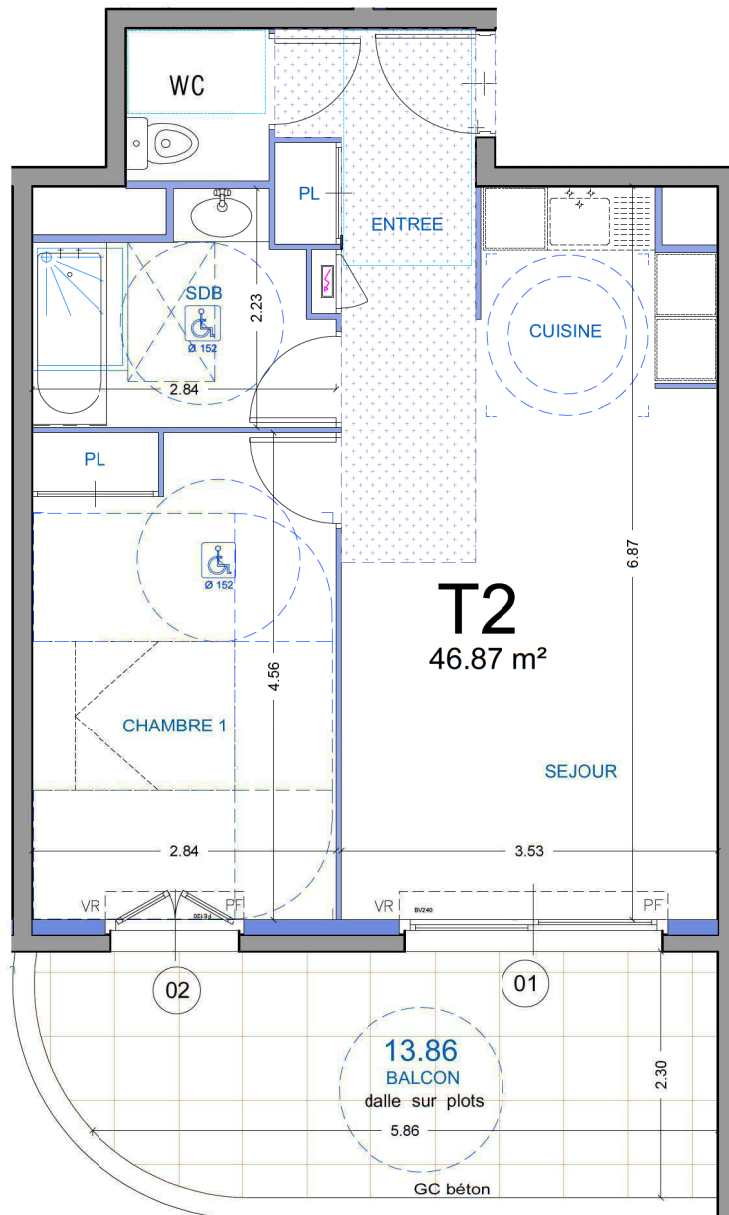 WC
PL
ENTREE
SDB
Ø 152
2.23
2.84
CUISINE
PL
Ø 152
6.87
T2
46.87 m²
4.56
CHAMBRE 1
SEJOUR
2.84
3.53
VR
PF
FE120
VR
BV240
PF
02
01
13.86
BALCON
dalle sur plots
2.30
5.86
GC béton